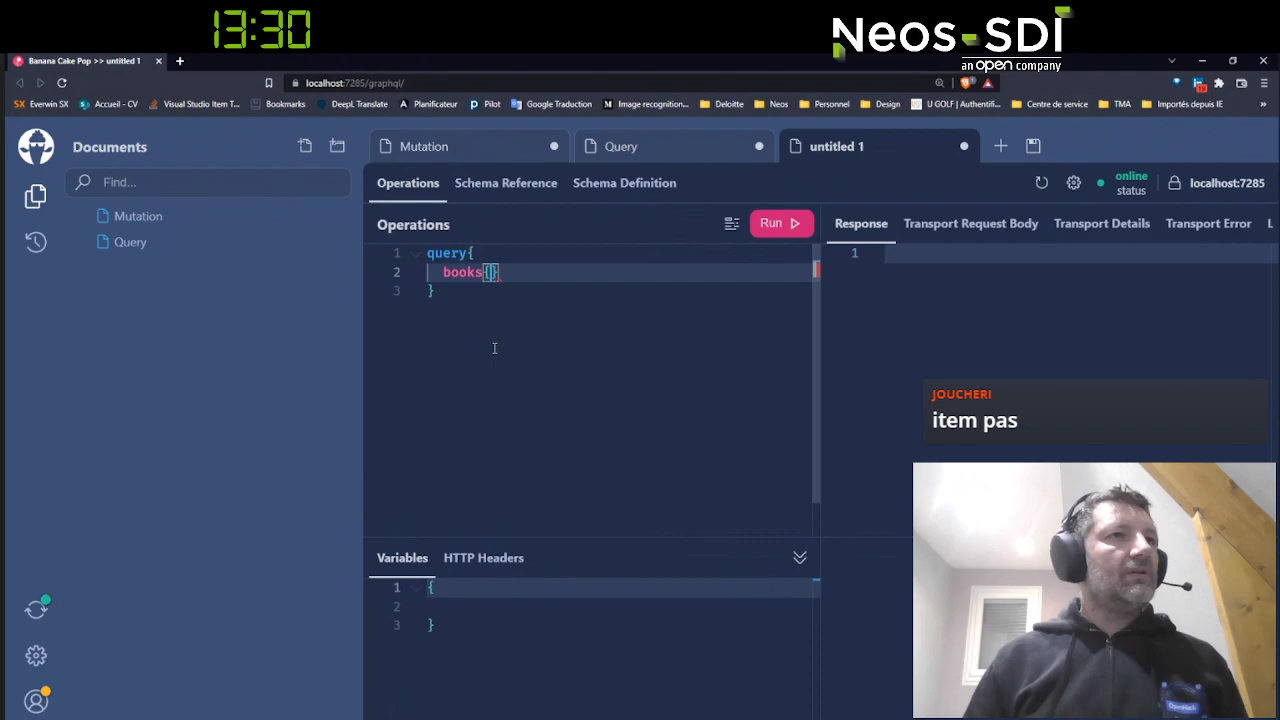 13:30
Neos-SDI
an open company
Banana Cake Pop >> untitled 1
localhost:7285/graphql/
Everwin SX
Accueil - CV
Visual Studio Item T...
Bookmarks
DeepL Translate
Planificateur
Pilot
Google Traduction
Image recognition...
Deloitte
Neos
Personnel
Design
U GOLF | Authentifi...
Centre de service
TMA
Importés depuis IE
Documents
Mutation
Query
untitled 1
Find...
Operations
Schema Reference
Schema Definition
online
status
localhost:7285
Mutation
Query
Operations
Run
Response
Transport Request Body
Transport Details
Transport Error
L
1 query{
2 books{}
3 }
1
JOUCHERI
item pas
Variables
HTTP Headers
1 {
2
3 }
OpenHack